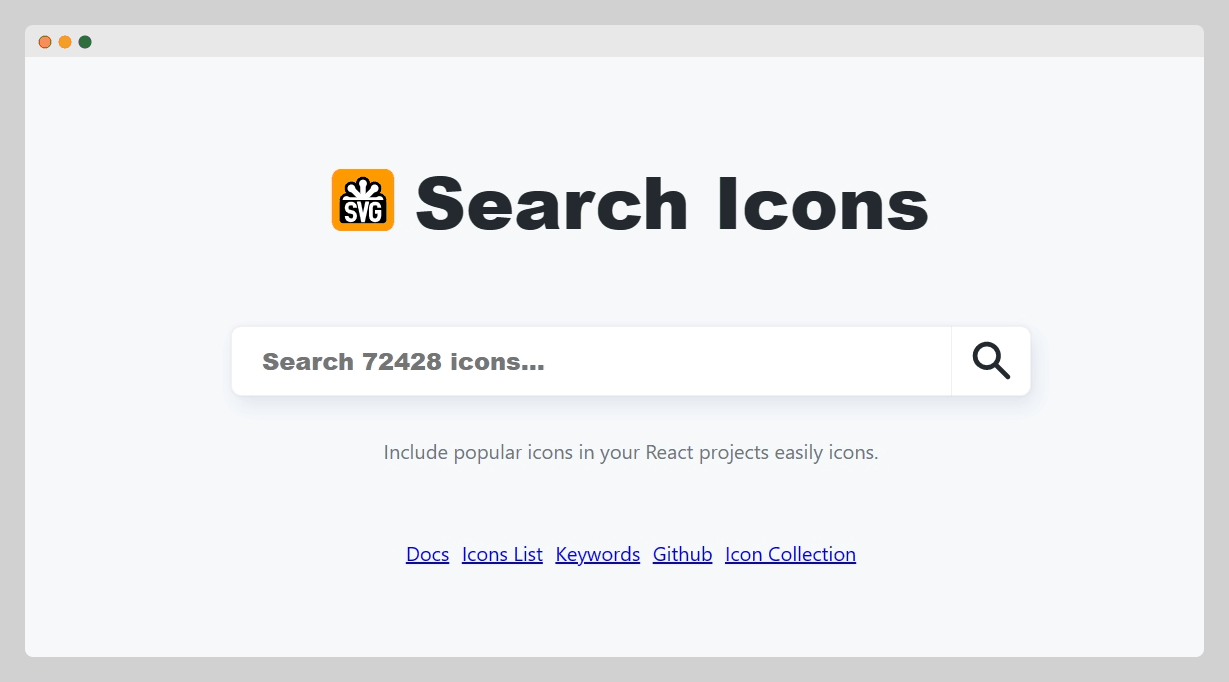 SVG Search Icons
Search 72428 icons...
Include popular icons in your React projects easily icons.
Docs Icons List Keywords Github Icon Collection